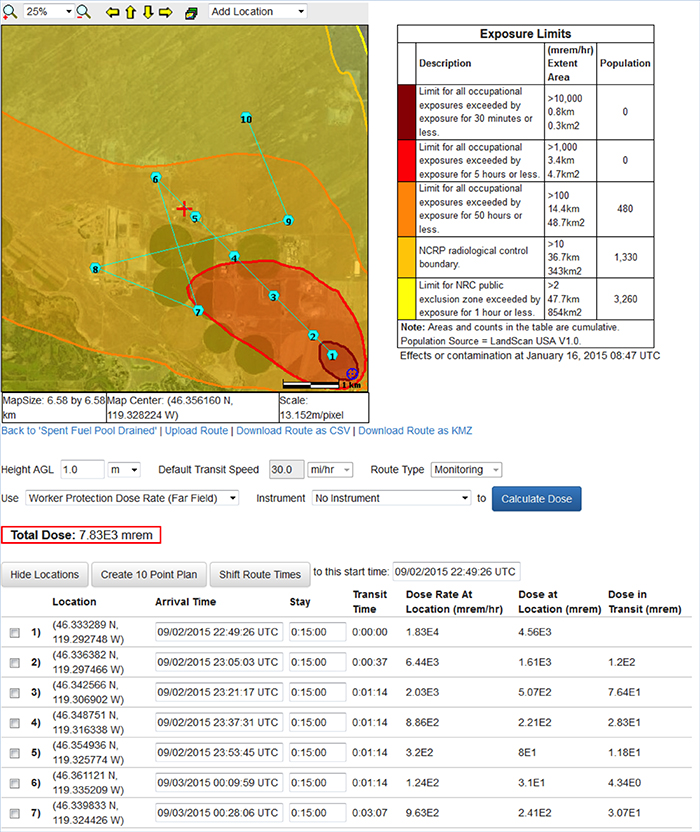 25% Add Location
10
6
5
9
4
8
3
7
2
1
1 km
MapSize: 6.58 by 6.58 km
Map Center: (46.356160 N, 119.328224 W)
Scale: 13.152m/pixel
Exposure Limits
Description (mrem/hr) Extent Area Population
Limit for all occupational exposures exceeded by exposure for 30 minutes or less. >10,000 0.8km 0.3km2 0
Limit for all occupational exposures exceeded by exposure for 5 hours or less. >1,000 3.4km 4.7km2 0
Limit for all occupational exposures exceeded by exposure for 50 hours or less. >100 14.4km 48.7km2 480
NCRP radiological control boundary. >10 36.7km 343km2 1,330
Limit for NRC public exclusion zone exceeded by exposure for 1 hour or less. >2 47.7km 854km2 3,260
Note: Areas and counts in the table are cumulative.
Population Source = LandScan USA V1.0.
Effects or contamination at January 16, 2015 08:47 UTC
Back to 'Spent Fuel Pool Drained' | Upload Route | Download Route as CSV | Download Route as KMZ
Height AGL 1.0 m Default Transit Speed 30.0 mi/hr Route Type Monitoring
Use Worker Protection Dose Rate (Far Field) Instrument No Instrument to Calculate Dose
Total Dose: 7.83E3 mrem
Hide Locations Create 10 Point Plan Shift Route Times to this start time: 09/02/2015 22:49:26 UTC
Location Arrival Time Stay Transit Time Dose Rate At Location (mrem/hr) Dose at Location (mrem) Dose in Transit (mrem)
1) (46.333289 N, 119.292748 W) 09/02/2015 22:49:26 UTC 0:15:00 0:00:00 1.83E4 4.56E3
2) (46.336382 N, 119.297466 W) 09/02/2015 23:05:03 UTC 0:15:00 0:00:37 6.44E3 1.61E3 1.2E2
3) (46.342566 N, 119.306902 W) 09/02/2015 23:21:17 UTC 0:15:00 0:01:14 2.03E3 5.07E2 7.64E1
4) (46.348751 N, 119.316338 W) 09/02/2015 23:37:31 UTC 0:15:00 0:01:14 8.86E2 2.21E2 2.83E1
5) (46.354936 N, 119.325774 W) 09/02/2015 23:53:45 UTC 0:15:00 0:01:14 3.2E2 8E1 1.18E1
6) (46.361121 N, 119.335209 W) 09/03/2015 00:09:59 UTC 0:15:00 0:01:14 1.24E2 3.1E1 4.34E0
7) (46.339833 N, 119.324426 W) 09/03/2015 00:28:06 UTC 0:15:00 0:03:07 9.63E2 2.41E2 3.07E1